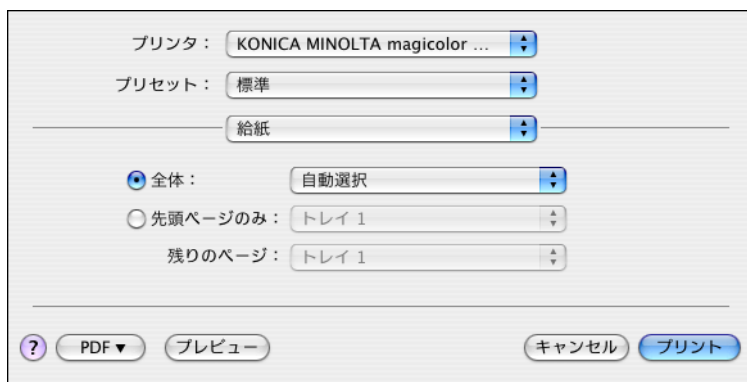 プリンタ： KONICA MINOLTA magicolor ...
プリセット： 標準
給紙
全体： 自動選択
先頭ページのみ： トレイ 1
残りのページ： トレイ 1
? PDF▼ プレビュー キャンセル プリント